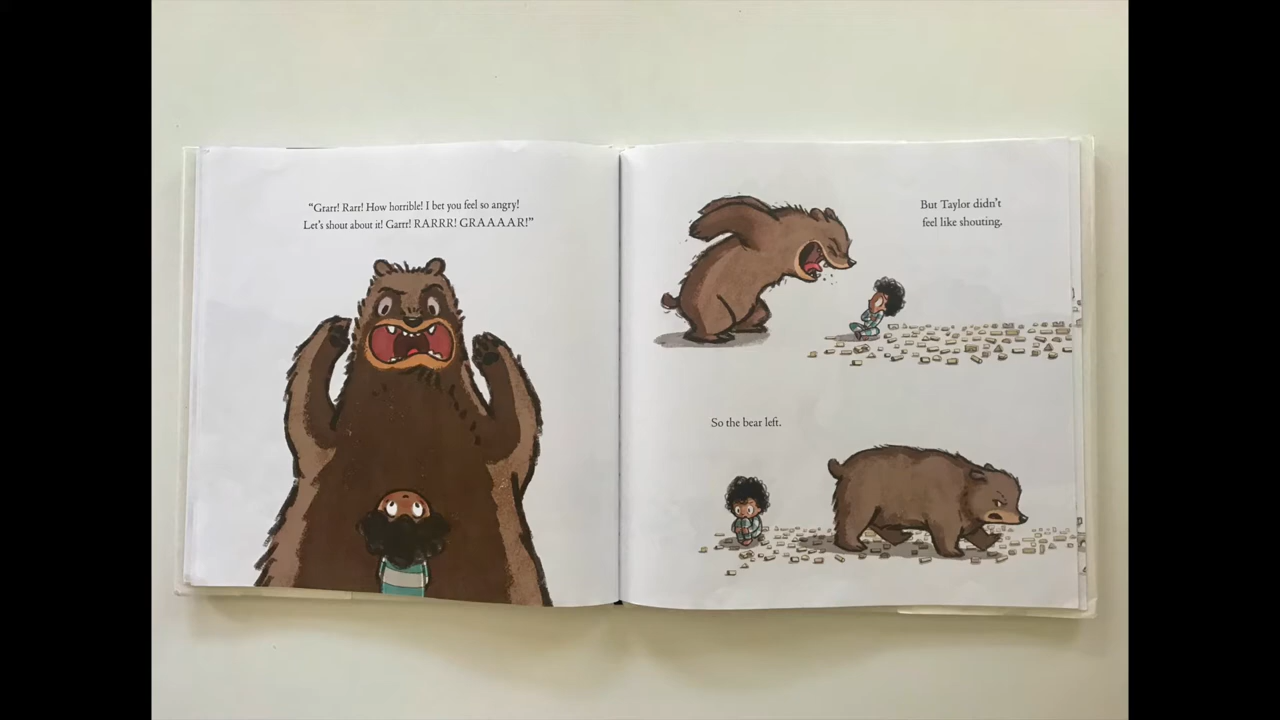 “Grarr! Rarr! How horrible! I bet you feel so angry!
Let’s shout about it! Garrr! RARRR! GRAAAAR!”
But Taylor didn’t
feel like shouting.
So the bear left.